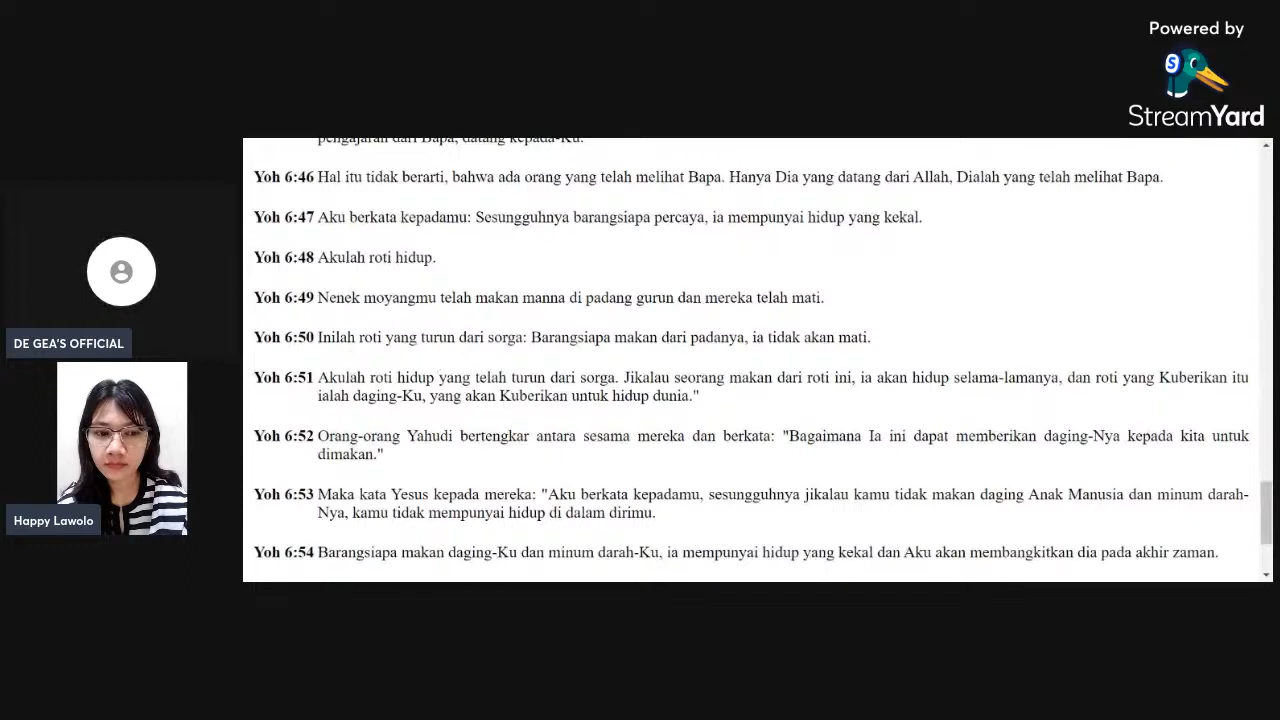 Powered by
StreamYard
pengajaran dari Bapa, datang kepada-Ku.
Yoh 6:46 Hal itu tidak berarti, bahwa ada orang yang telah melihat Bapa. Hanya Dia yang datang dari Allah, Dialah yang telah melihat Bapa.
Yoh 6:47 Aku berkata kepadamu: Sesungguhnya barangsiapa percaya, ia mempunyai hidup yang kekal.
Yoh 6:48 Akulah roti hidup.
Yoh 6:49 Nenek moyangmu telah makan manna di padang gurun dan mereka telah mati.
Yoh 6:50 Inilah roti yang turun dari sorga: Barangsiapa makan dari padanya, ia tidak akan mati.
Yoh 6:51 Akulah roti hidup yang telah turun dari sorga. Jikalau seorang makan dari roti ini, ia akan hidup selama-lamanya, dan roti yang Kuberikan itu
ialah daging-Ku, yang akan Kuberikan untuk hidup dunia."
Yoh 6:52 Orang-orang Yahudi bertengkar antara sesama mereka dan berkata: "Bagaimana Ia ini dapat memberikan daging-Nya kepada kita untuk
dimakan."
Yoh 6:53 Maka kata Yesus kepada mereka: "Aku berkata kepadamu, sesungguhnya jikalau kamu tidak makan daging Anak Manusia dan minum darah-
Nya, kamu tidak mempunyai hidup di dalam dirimu.
Yoh 6:54 Barangsiapa makan daging-Ku dan minum darah-Ku, ia mempunyai hidup yang kekal dan Aku akan membangkitkan dia pada akhir zaman.
DE GEA'S OFFICIAL
Happy Lawolo